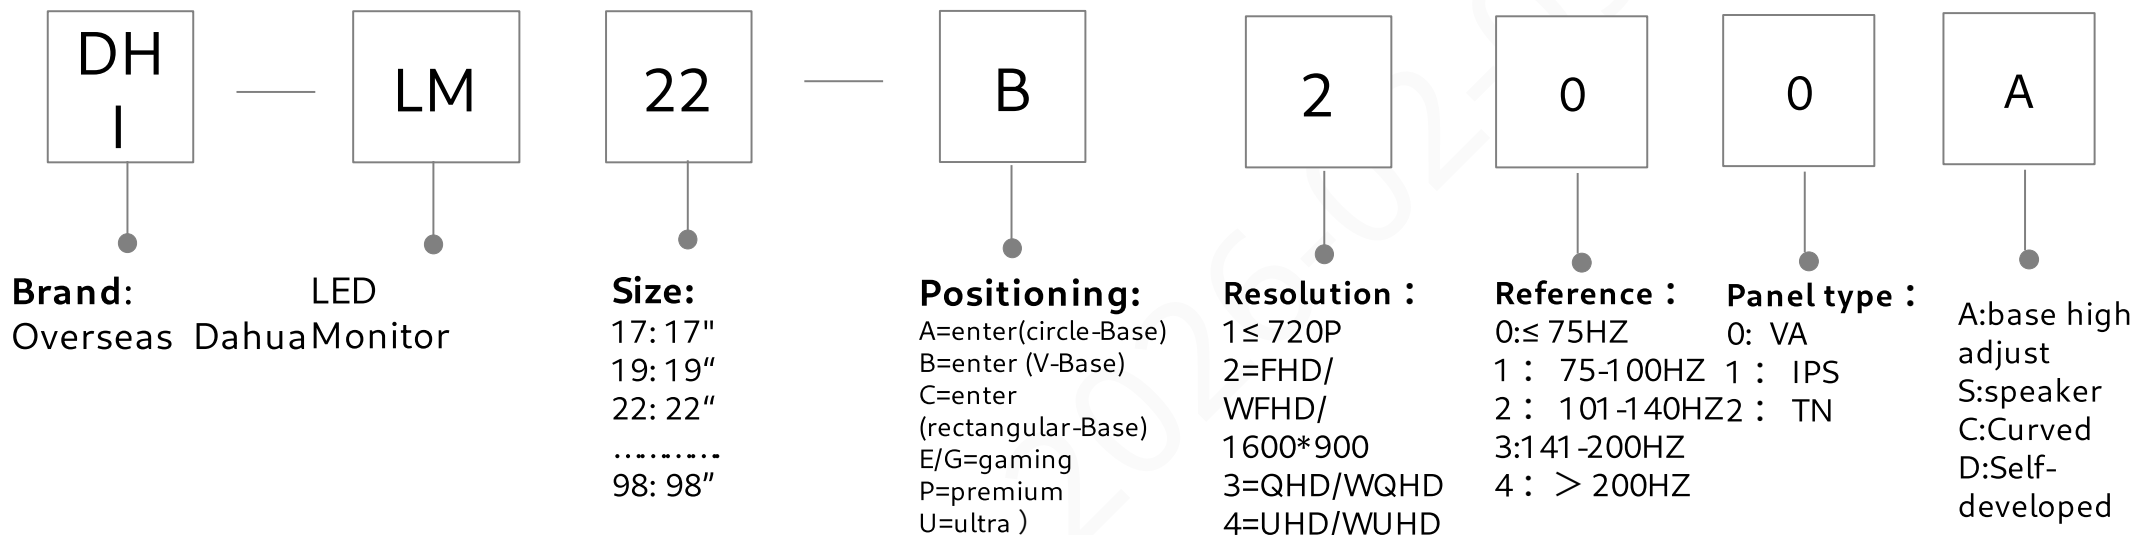 DH
I
LM
22
B
2
0
0
A
Brand:
Overseas Dahua
LED
Monitor
Size:
17: 17"
19: 19“
22: 22“
………….
98: 98”
Positioning:
A=enter(circle-Base)
B=enter (V-Base)
C=enter
(rectangular-Base)
E/G=gaming
P=premium
U=ultra )
Resolution：
1≤ 720P
2=FHD/
WFHD/
1600*900
3=QHD/WQHD
4=UHD/WUHD
Reference：
0:≤ 75HZ
1： 75-100HZ
2： 101-140HZ
3:141-200HZ
4：＞200HZ
Panel type：
0: VA
1： IPS
2： TN
A:base high
adjust
S:speaker
C:Curved
D:Self-
developed